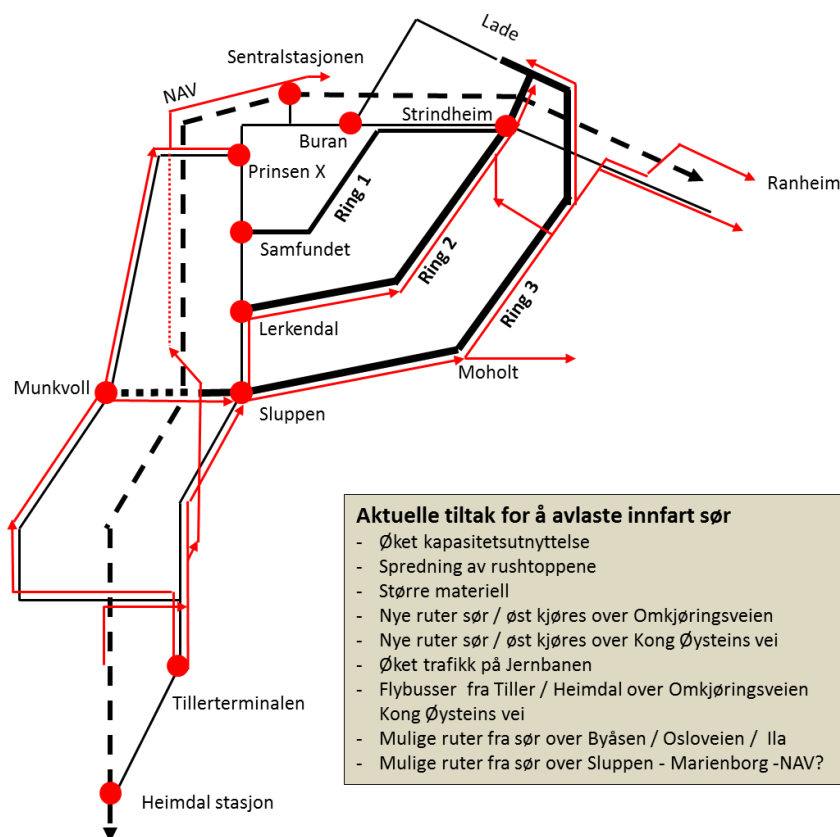 Lade
Sentralstasjonen
NAV
Strindheim
Buran
Prinsen X
Ranheim
Ring 1
Samfundet
Ring 2
Ring 3
Lerkendal
Moholt
Munkvoll
Sluppen
Aktuelle tiltak for å avlaste innfart sør
- Øket kapasitetsutnyttelse
- Spredning av rushtoppene
- Større materiell
- Nye ruter sør / øst kjøres over Omkjøringsveien
- Nye ruter sør / øst kjøres over Kong Øysteins vei
- Øket trafikk på Jernbanen
- Flybusser fra Tiller / Heimdal over Omkjøringsveien
Kong Øysteins vei
- Mulige ruter fra sør over Byåsen / Osloveien / Ila
- Mulige ruter fra sør over Sluppen - Marienborg -NAV?
Tillerterminalen
Heimdal stasjon